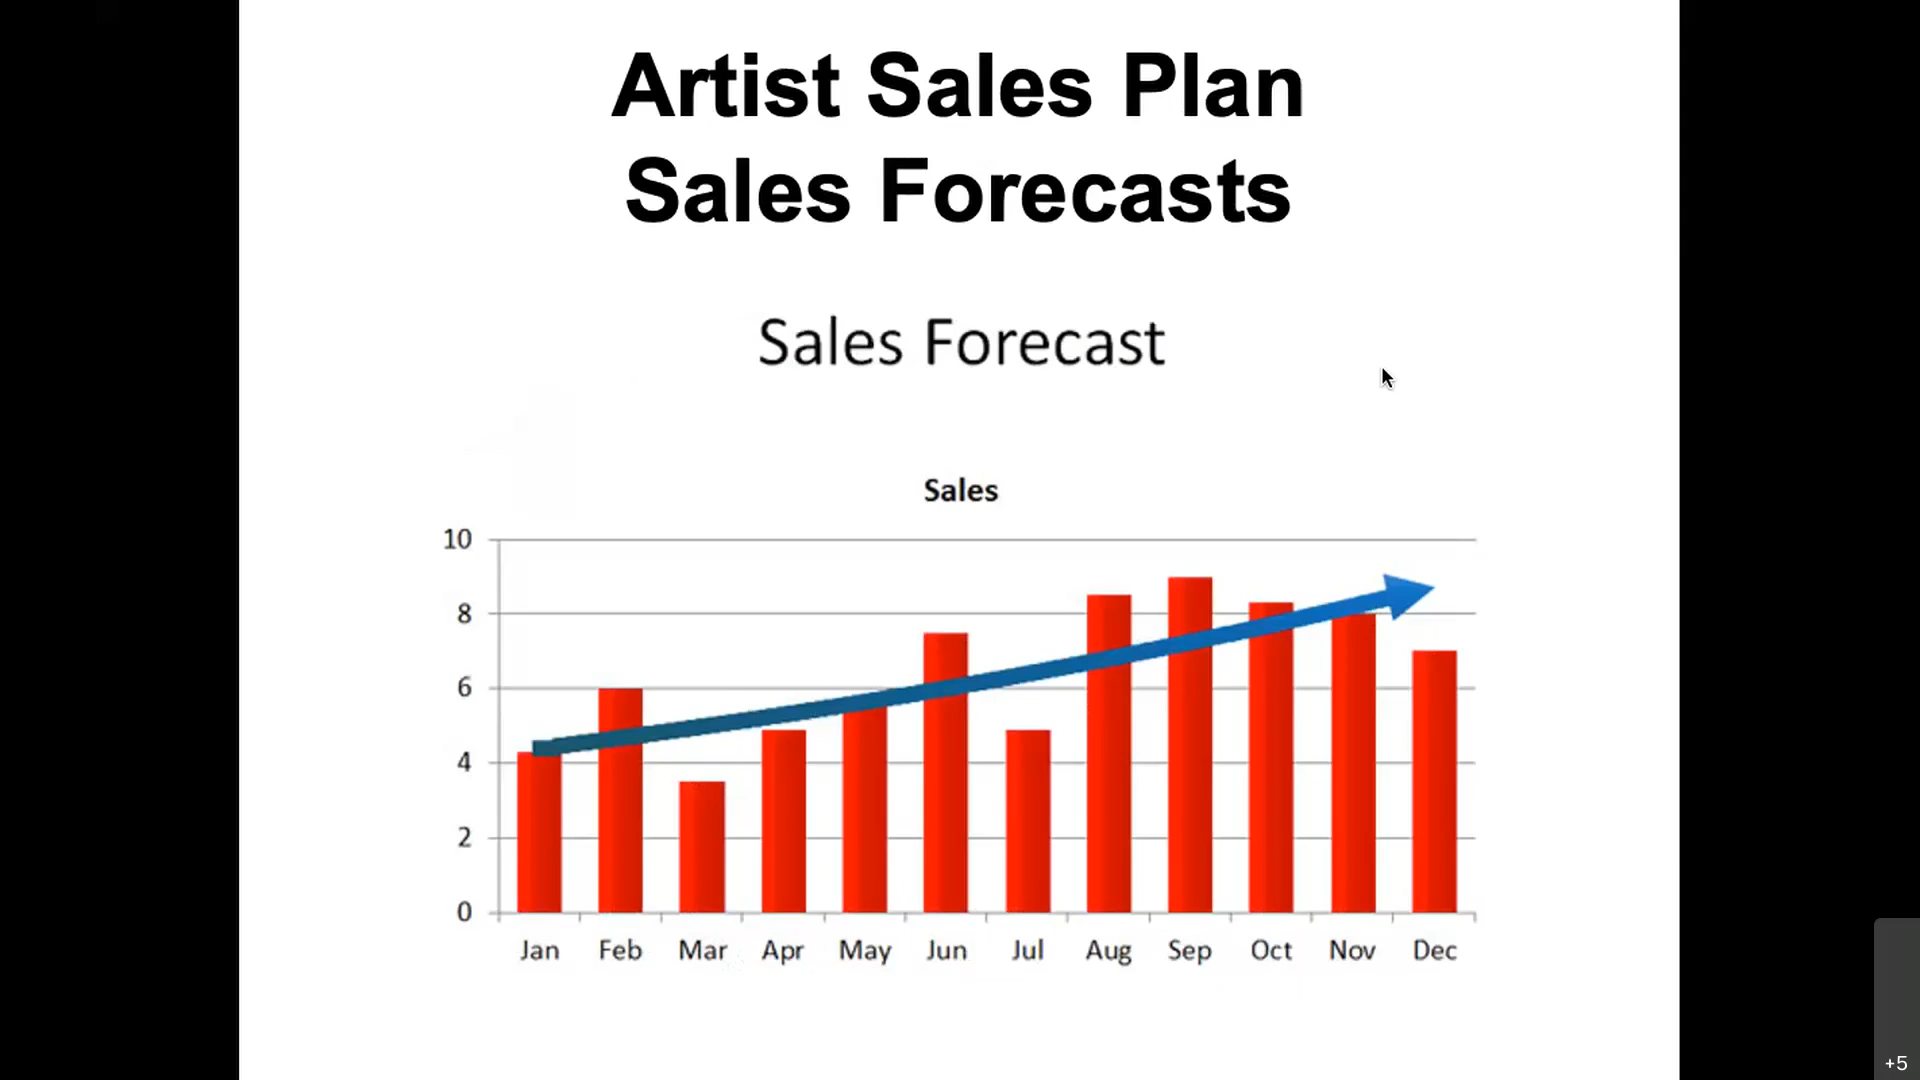 Artist Sales Plan
Sales Forecasts
Sales Forecast
Sales
10
8
6
4
2
0
Jan Feb Mar Apr May Jun Jul Aug Sep Oct Nov Dec
+5